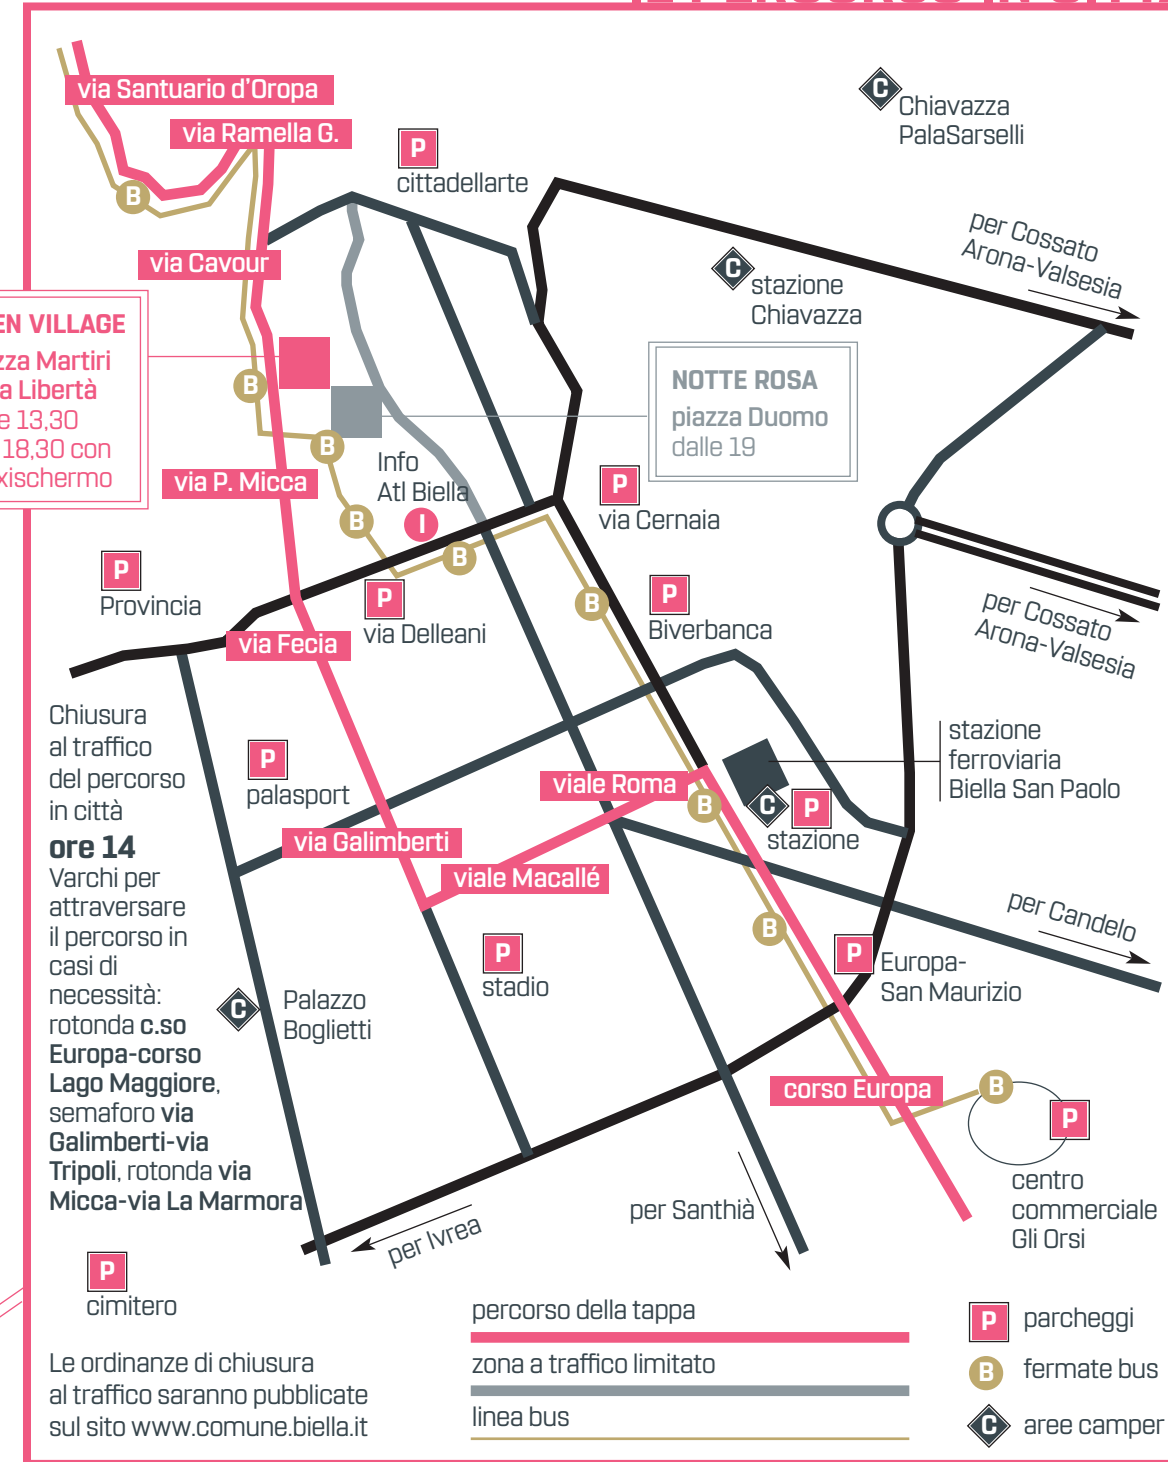 via Santuario d'Oropa
via Ramella G.
P
cittadellarte
C
Chiavazza
PalaSarselli
B
per Cossato
Arona-Valsesia
via Cavour
C
stazione
Chiavazza
VILLAGE
Martiri
Libertà
13,30
18,30 con
NOTTE ROSA
piazza Duomo
dalle 19
B
B
Info
Atl Biella
I
via P. Micca
B
B
P
via Cernaia
P
Provincia
P
via Delleani
B
P
Biverbanca
per Cossato
Arona-Valsesia
via Fecia
Chiusura
al traffico
del percorso
in città
ore 14
Varchi per
attraversare
il percorso in
casi di
necessità:
rotonda c.so
Europa-corso
Lago Maggiore,
semaforo via
Galimberti-via
Tripoli, rotonda via
Micca-via La Marmora
P
palasport
viale Roma
B
C
P
stazione
stazione
ferroviaria
Biella San Paolo
via Galimberti
viale Macallé
per Candelo
B
P
stadio
P
Europa-
San Maurizio
C
Palazzo
Boglietti
corso Europa
B
P
centro
commerciale
Gli Orsi
per Santhià
per Ivrea
P
cimitero
Le ordinanze di chiusura
al traffico saranno pubblicate
sul sito www.comune.biella.it
percorso della tappa
zona a traffico limitato
linea bus
P parcheggi
B fermate bus
C aree camper